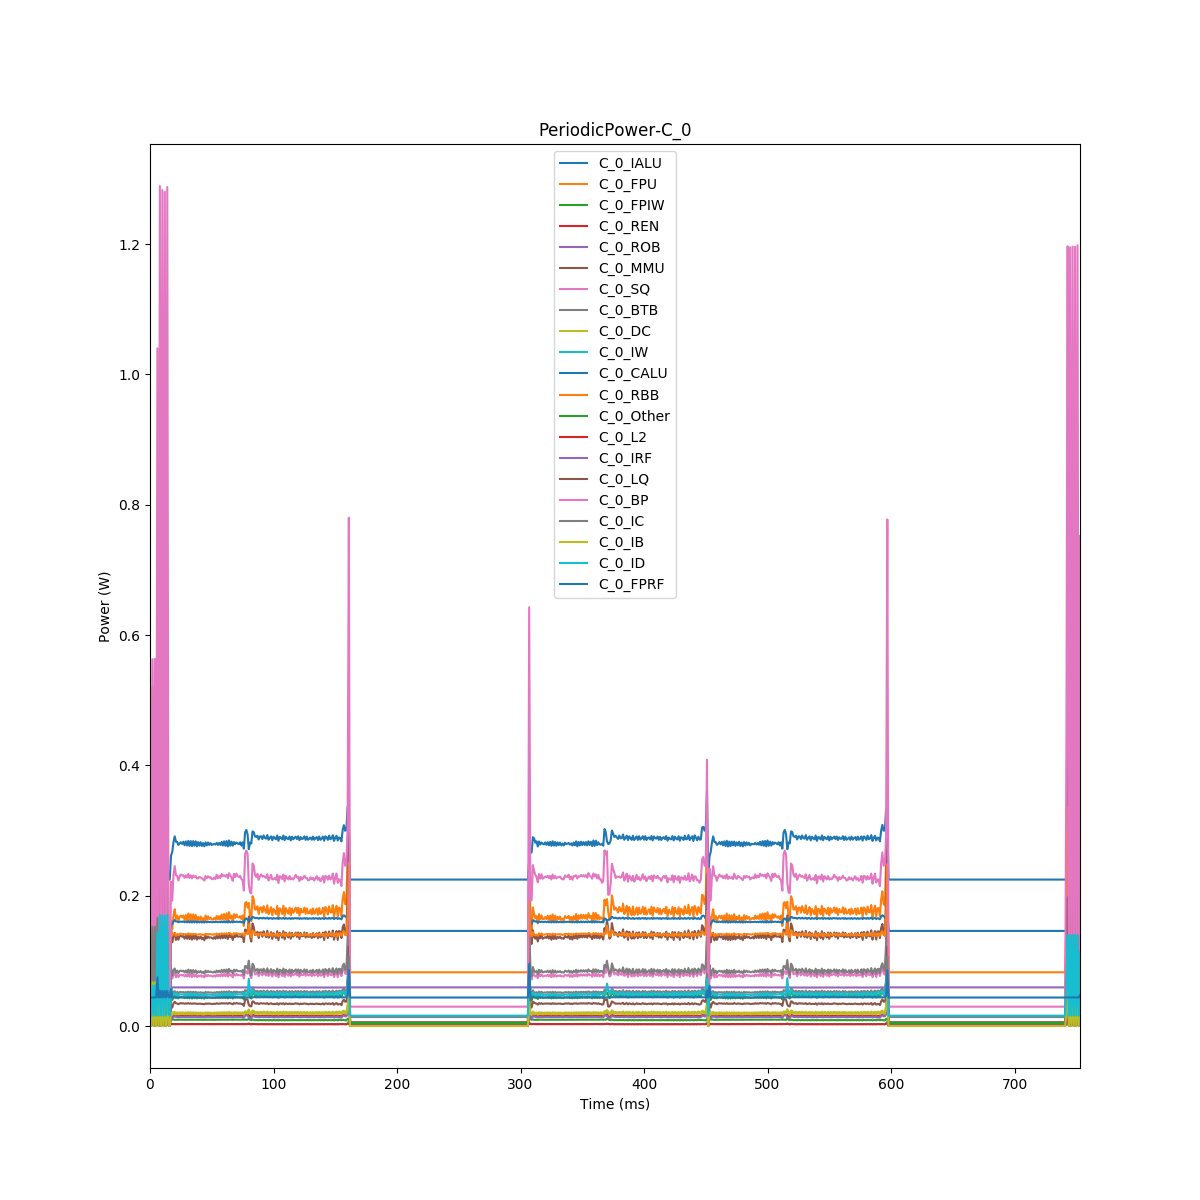 PeriodicPower-C_0
C_0_IALU
C_0_FPU
C_0_FPIW
C_0_REN
C_0_ROB
C_0_MMU
C_0_SQ
C_0_BTB
C_0_DC
C_0_IW
C_0_CALU
C_0_RBB
C_0_Other
C_0_L2
C_0_IRF
C_0_LQ
C_0_BP
C_0_IC
C_0_IB
C_0_ID
C_0_FPRF
1.2
1.0
0.8
0.6
0.4
0.2
0.0
Power (W)
0 100 200 300 400 500 600 700
Time (ms)